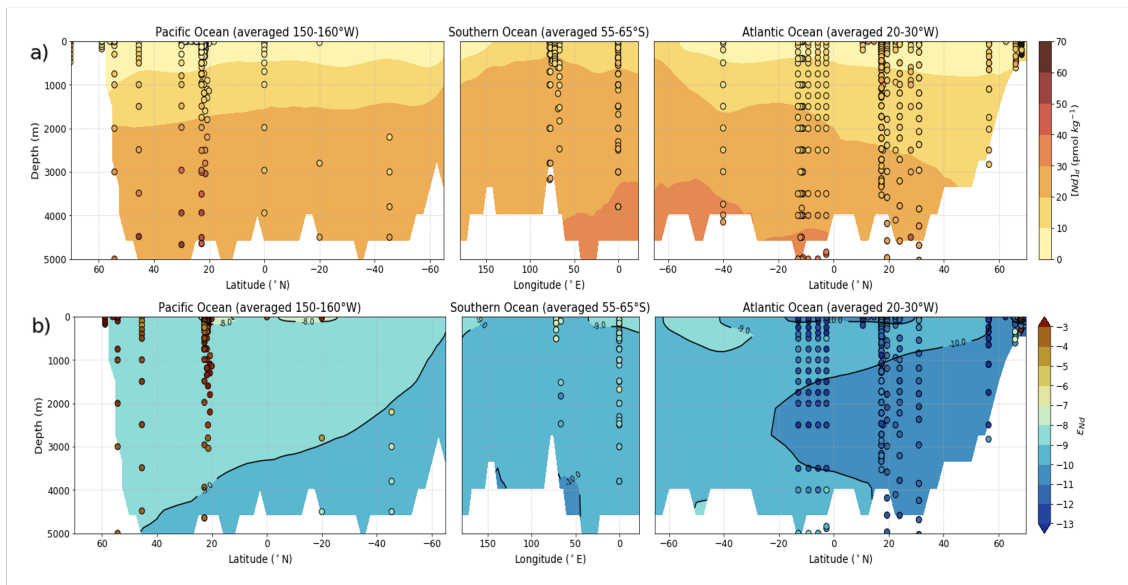 Pacific Ocean (averaged 150-160°W) Southern Ocean (averaged 55-65°S) Atlantic Ocean (averaged 20-30°W)
a)
Depth (m)
0
1000
2000
3000
4000
5000
60 40 20 0 −20 −40 −60
Latitude (°N)
150 100 50 0
Longitude (°E)
−60 −40 −20 0 20 40 60
Latitude (°N)
70
60
50
40
30
20
10
0
[Nd]d (pmol kg⁻¹)
Pacific Ocean (averaged 150-160°W) Southern Ocean (averaged 55-65°S) Atlantic Ocean (averaged 20-30°W)
b)
Depth (m)
0
1000
2000
3000
4000
5000
-8.0
-8.0
-9.0
-9.0
-9.0
-10.0
-9.0
-10.0
60 40 20 0 −20 −40 −60
Latitude (°N)
150 100 50 0
Longitude (°E)
−60 −40 −20 0 20 40 60
Latitude (°N)
−3
−4
−5
−6
−7
−8
−9
−10
−11
−12
−13
εNd